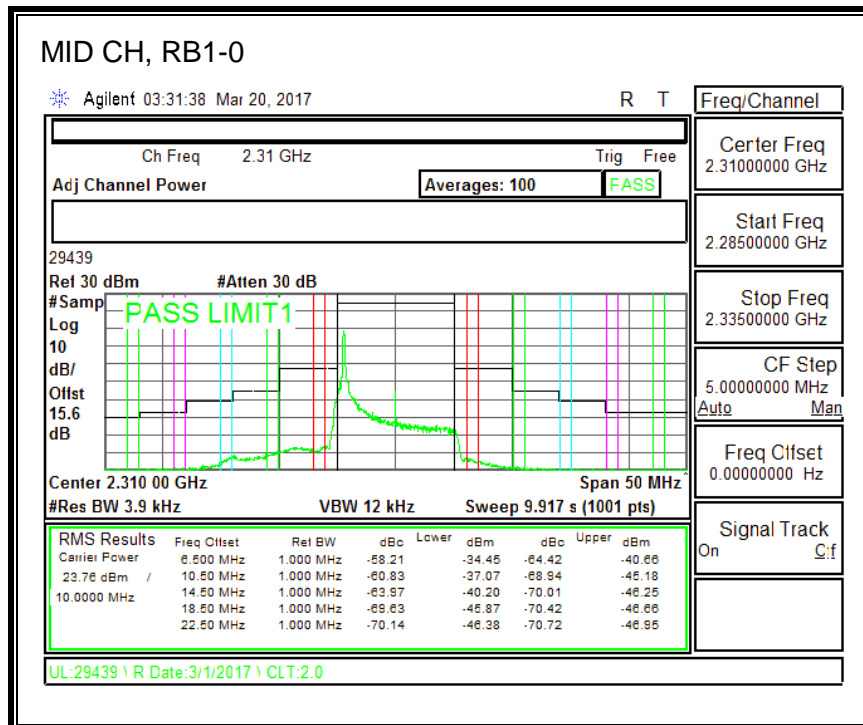 MID CH, RB1-0
Agilent 03:31:38 Mar 20, 2017 R T
Freq/Channel
Ch Freq 2.31 GHz Trig Free
Adj Channel Power Averages: 100 PASS
Center Freq
2.31000000 GHz
Start Freq
2.28500000 GHz
Stop Freq
2.33500000 GHz
CF Step
5.00000000 MHz
Auto Man
Freq Offset
0.00000000 Hz
Signal Track
On Off
29439
Ref 30 dBm #Atten 30 dB
#Samp
Log
10
dB/
Offst
15.6
dB
PASS LIMIT1
Center 2.310 00 GHz Span 50 MHz
#Res BW 3.9 kHz VBW 12 kHz Sweep 9.917 s (1001 pts)
RMS Results Freq Offset Ref BW dBc Lower dBm dBc Upper dBm
Carrier Power 6.500 MHz 1.000 MHz -58.21 -34.45 -64.42 -40.66
23.76 dBm / 10.50 MHz 1.000 MHz -60.83 -37.07 -68.94 -45.18
10.0000 MHz 14.50 MHz 1.000 MHz -63.97 -40.20 -70.01 -46.25
18.50 MHz 1.000 MHz -69.63 -45.87 -70.42 -46.66
22.50 MHz 1.000 MHz -70.14 -46.38 -70.72 -46.95
UL:29439 \ R Date:3/1/2017 \ CLT:2.0